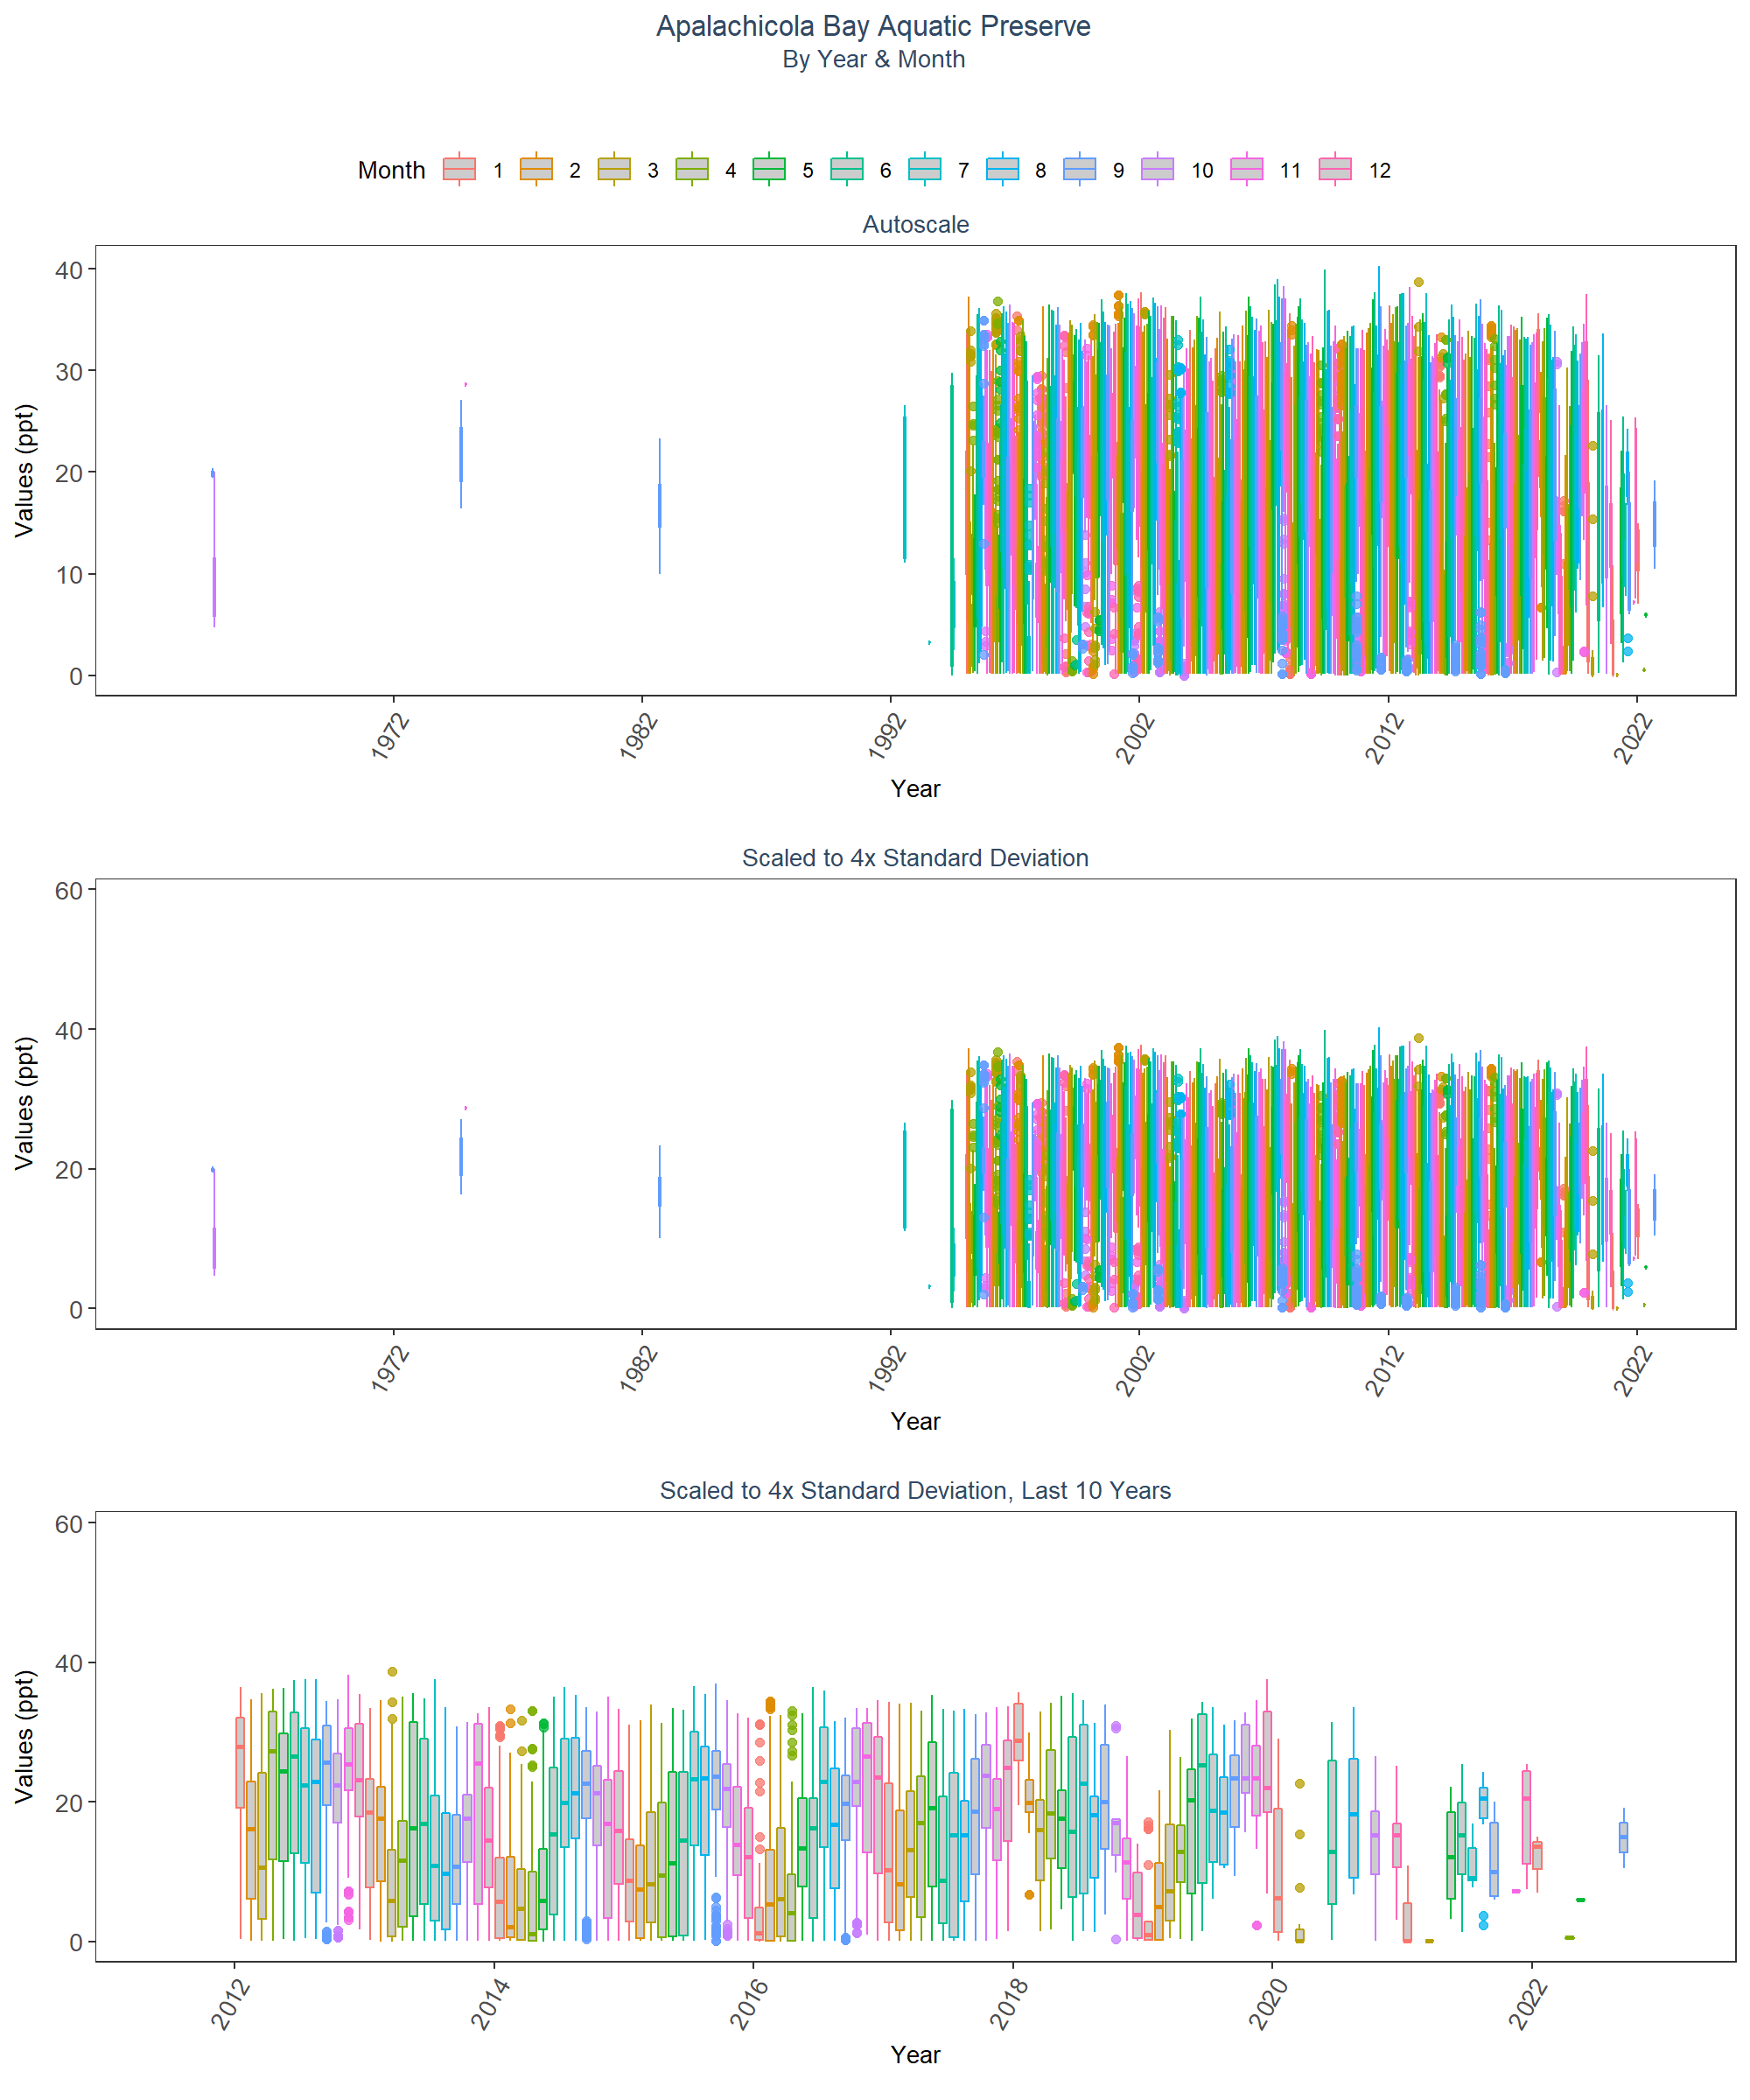 Apalachicola Bay Aquatic Preserve
By Year & Month
Month 1 2 3 4 5 6 7 8 9 10 11 12
Autoscale
Values (ppt)
40
30
20
10
0
1972 1982 1992 2002 2012 2022
Year
Scaled to 4x Standard Deviation
Values (ppt)
60
40
20
0
1972 1982 1992 2002 2012 2022
Year
Scaled to 4x Standard Deviation, Last 10 Years
Values (ppt)
60
40
20
0
2012 2014 2016 2018 2020 2022
Year